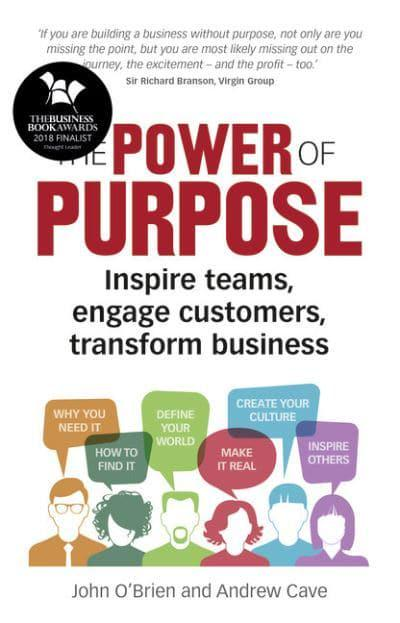 'If you are building a business without purpose, not only are you
missing the point, but you are most likely missing out on the
journey, the excitement – and the profit – too.'
Sir Richard Branson, Virgin Group
THE BUSINESS
BOOK AWARDS
2018 FINALIST
Thought Leader
THE POWER OF
PURPOSE
Inspire teams,
engage customers,
transform business
WHY YOU
NEED IT
HOW TO
FIND IT
DEFINE
YOUR
WORLD
MAKE
IT REAL
CREATE YOUR
CULTURE
INSPIRE
OTHERS
John O'Brien and Andrew Cave